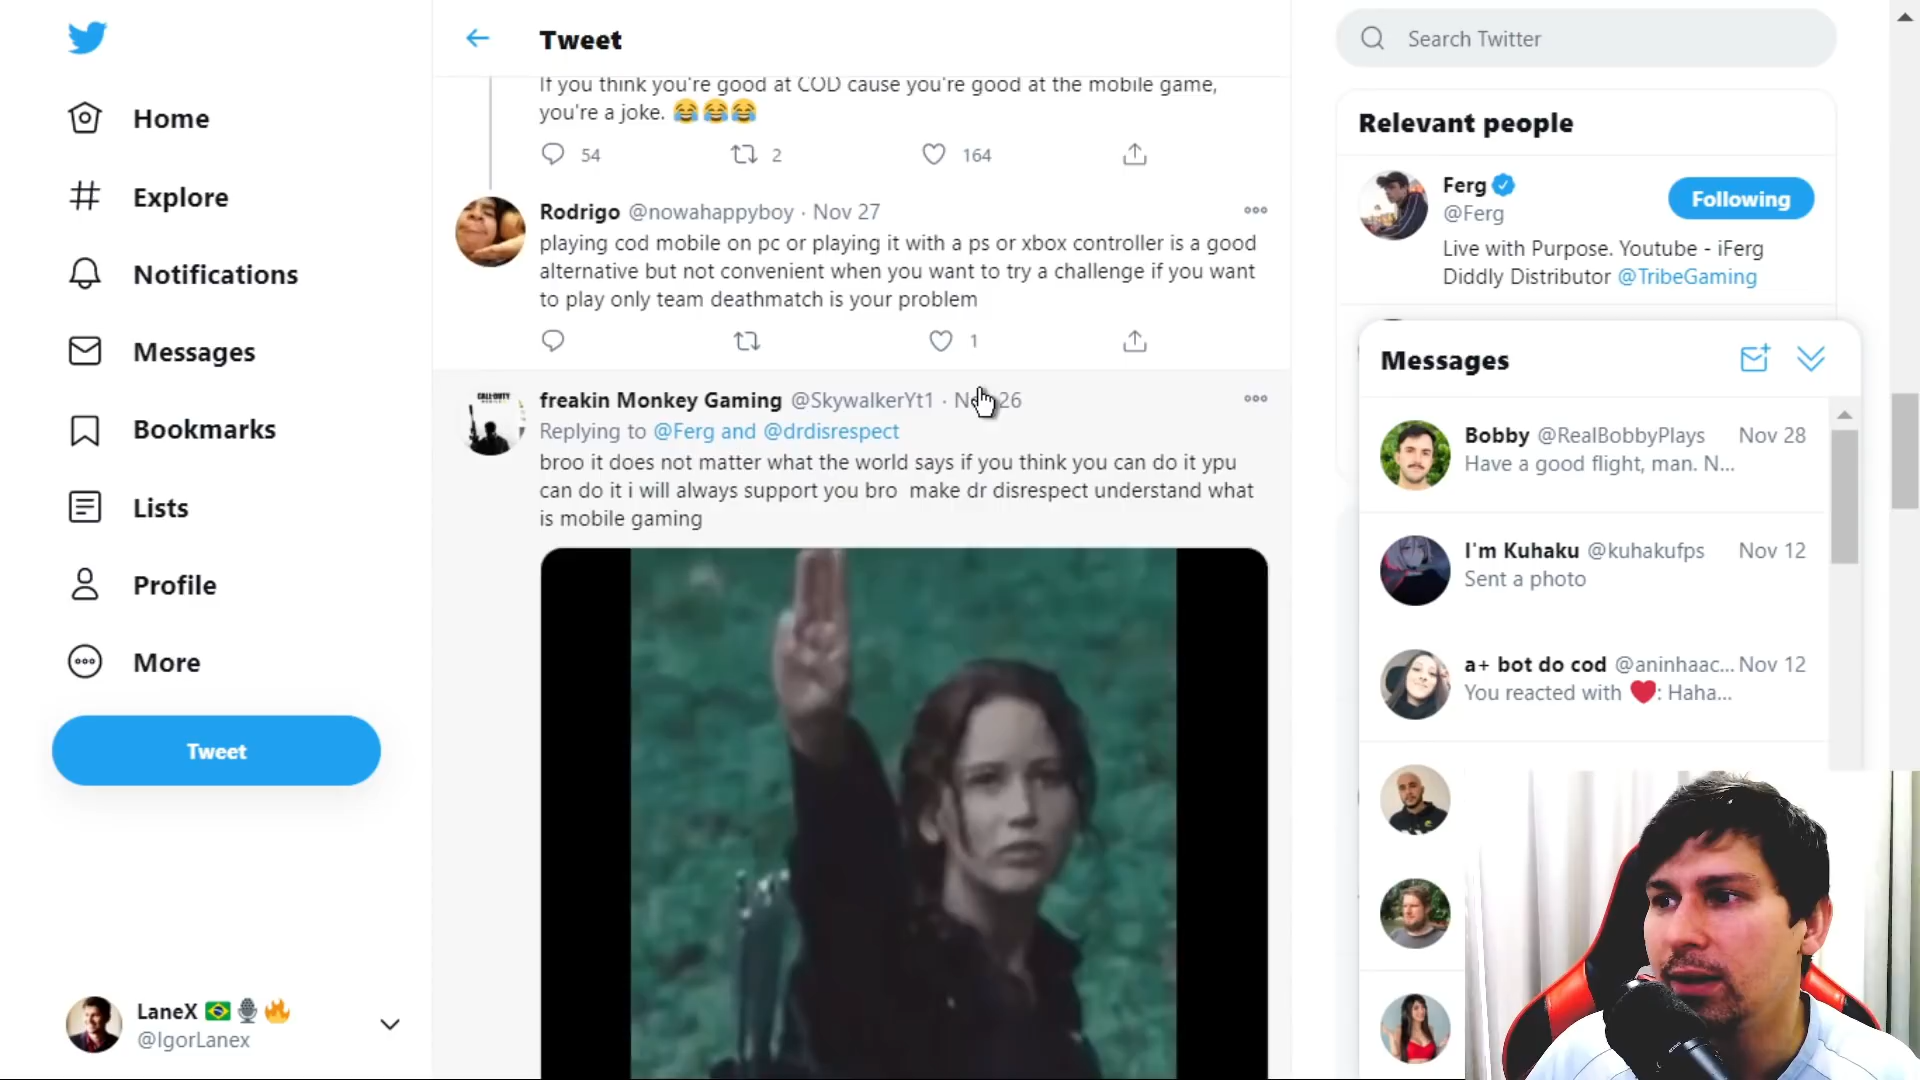 Home
Explore
Notifications
Messages
Bookmarks
Lists
Profile
More
Tweet
LaneX
@IgorLanex
Tweet
If you think you're good at COD cause you're good at the mobile game,
you're a joke. 😂😂😂
54 2 164
Rodrigo @nowahappyboy · Nov 27
playing cod mobile on pc or playing it with a ps or xbox controller is a good
alternative but not convenient when you want to try a challenge if you want
to play only team deathmatch is your problem
1
CALL·DUTY
freakin Monkey Gaming @SkywalkerYt1 · 26
Replying to @Ferg and @drdisrespect
broo it does not matter what the world says if you think you can do it ypu
can do it i will always support you bro make dr disrespect understand what
is mobile gaming
Search Twitter
Relevant people
Ferg
@Ferg
Following
Live with Purpose. Youtube - iFerg
Diddly Distributor @TribeGaming
Messages
Bobby @RealBobbyPlays Nov 28
Have a good flight, man. N...
I'm Kuhaku @kuhakufps Nov 12
Sent a photo
a+ bot do cod @aninhaac... Nov 12
You reacted with ❤️: Haha...